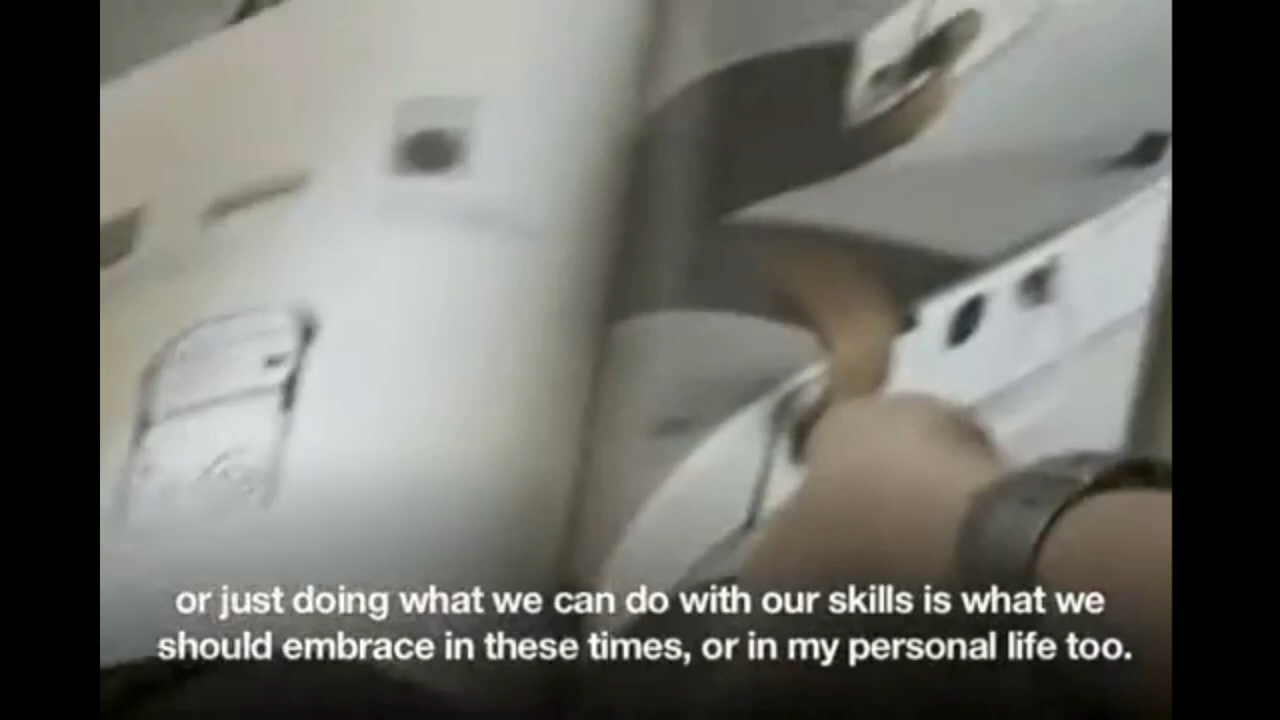 or just doing what we can do with our skills is what we
should embrace in these times, or in my personal life too.